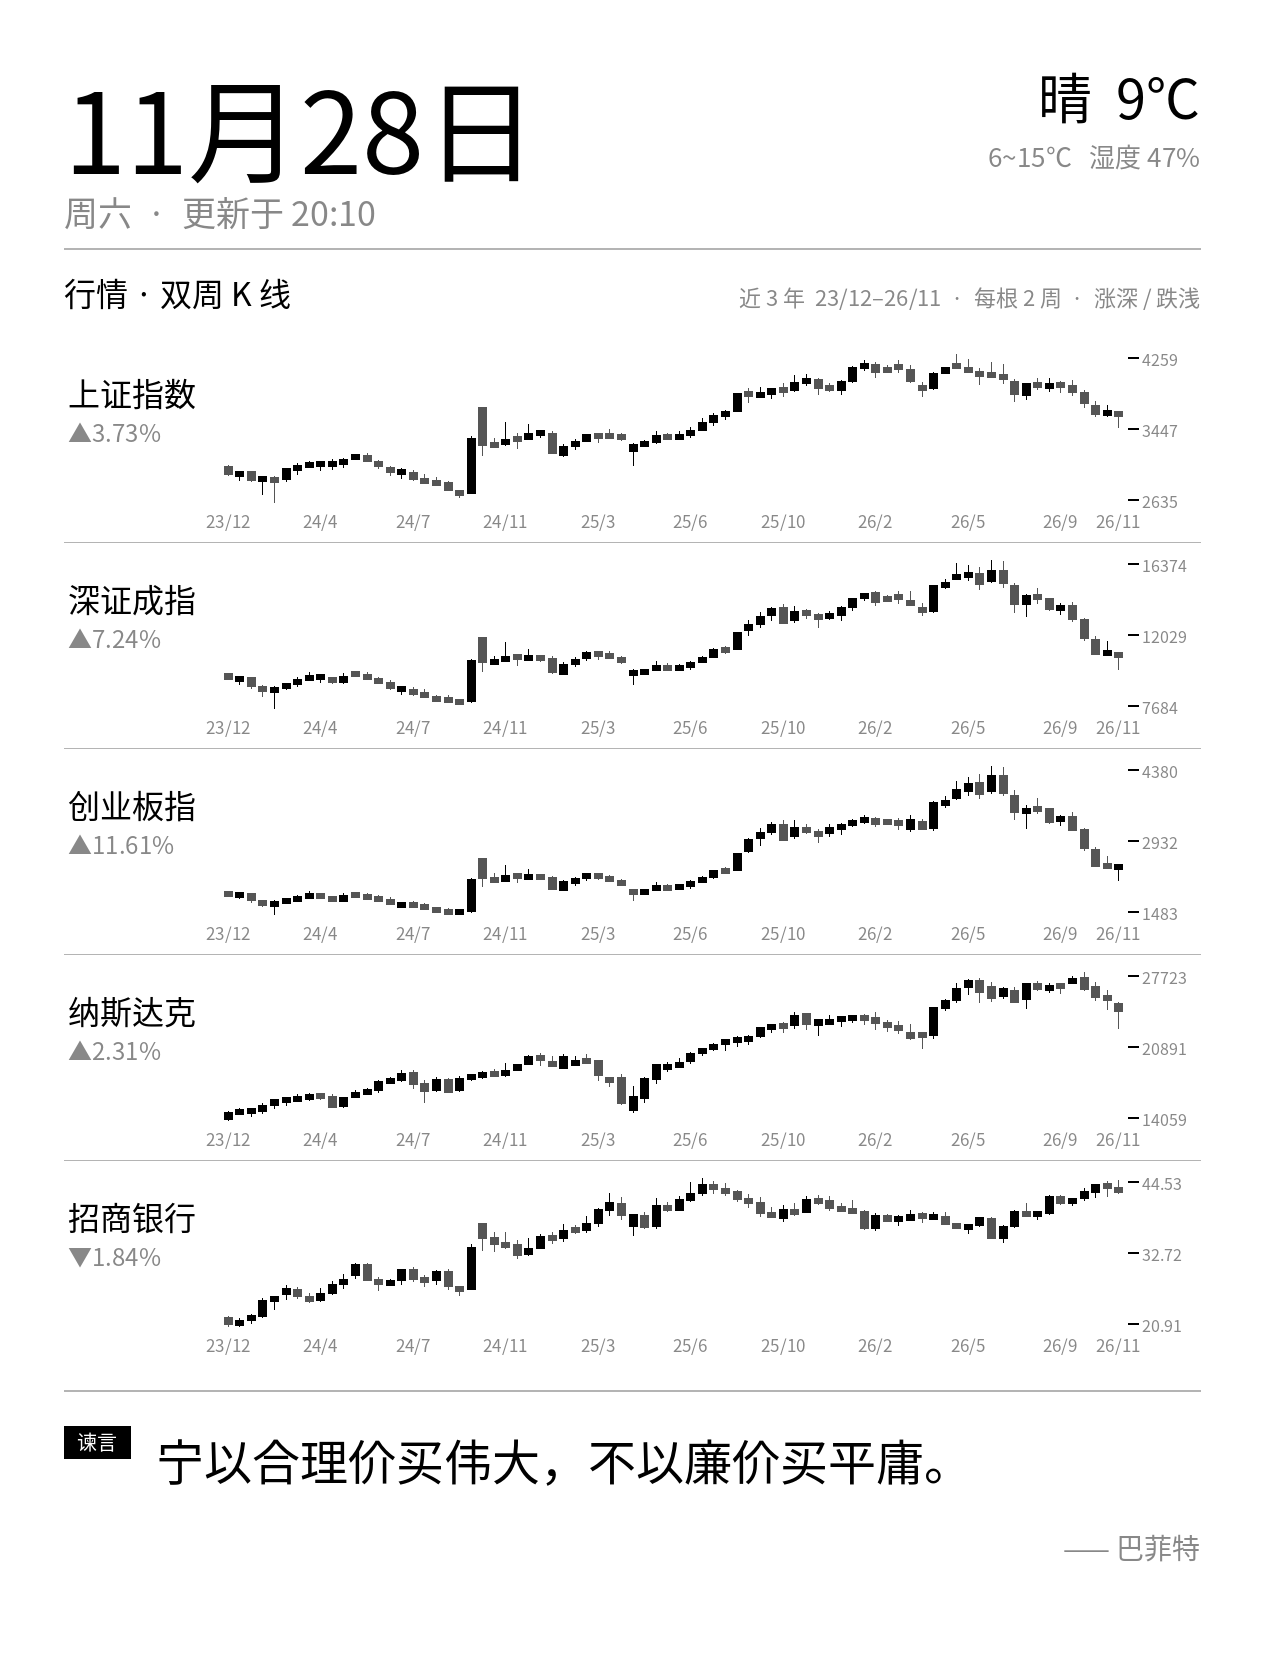 11月28日
晴 9℃
6~15℃ 湿度 47%
周六 · 更新于 20:10
行情 · 双周 K 线
近 3 年 23/12–26/11 · 每根 2 周 · 涨深 / 跌浅
上证指数
▲3.73%
4259
3447
2635
23/12 24/4 24/7 24/11 25/3 25/6 25/10 26/2 26/5 26/9 26/11
深证成指
▲7.24%
16374
12029
7684
23/12 24/4 24/7 24/11 25/3 25/6 25/10 26/2 26/5 26/9 26/11
创业板指
▲11.61%
4380
2932
1483
23/12 24/4 24/7 24/11 25/3 25/6 25/10 26/2 26/5 26/9 26/11
纳斯达克
▲2.31%
27723
20891
14059
23/12 24/4 24/7 24/11 25/3 25/6 25/10 26/2 26/5 26/9 26/11
招商银行
▼1.84%
44.53
32.72
20.91
23/12 24/4 24/7 24/11 25/3 25/6 25/10 26/2 26/5 26/9 26/11
谏言
宁以合理价买伟大，不以廉价买平庸。
—— 巴菲特